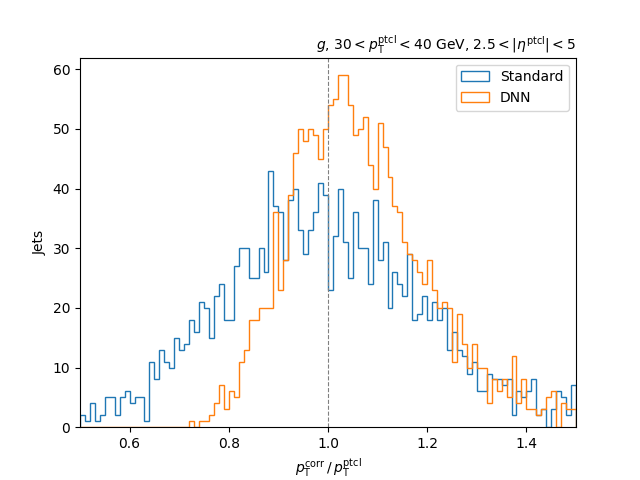 g, 30 < p_T^ptcl < 40 GeV, 2.5 < |η^ptcl| < 5
60
50
40
30
20
10
0
Jets
Standard
DNN
0.6 0.8 1.0 1.2 1.4
p_T^corr / p_T^ptcl